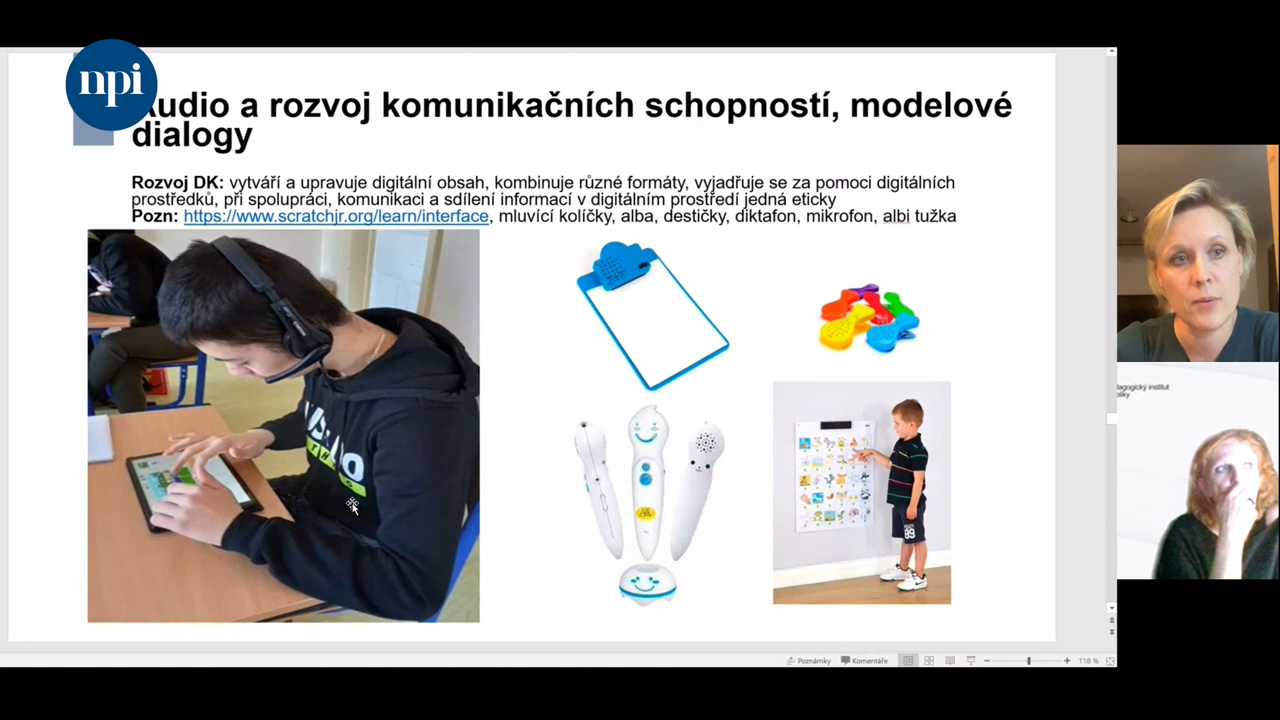 npi
Audio a rozvoj komunikačních schopností, modelové
dialogy
Rozvoj DK: vytváří a upravuje digitální obsah, kombinuje různé formáty, vyjadřuje se za pomoci digitálních
prostředků, při spolupráci, komunikaci a sdílení informací v digitálním prostředí jedná eticky
Pozn: https://www.scratchjr.org/learn/interface, mluvící kolíčky, alba, destičky, diktafon, mikrofon, albi tužka
89
Poznámky
Komentáře
118 %